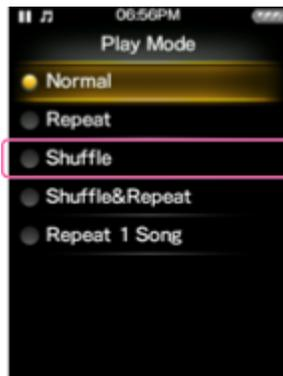 06:56PM
Play Mode
Normal
Repeat
Shuffle
Shuffle&Repeat
Repeat 1 Song